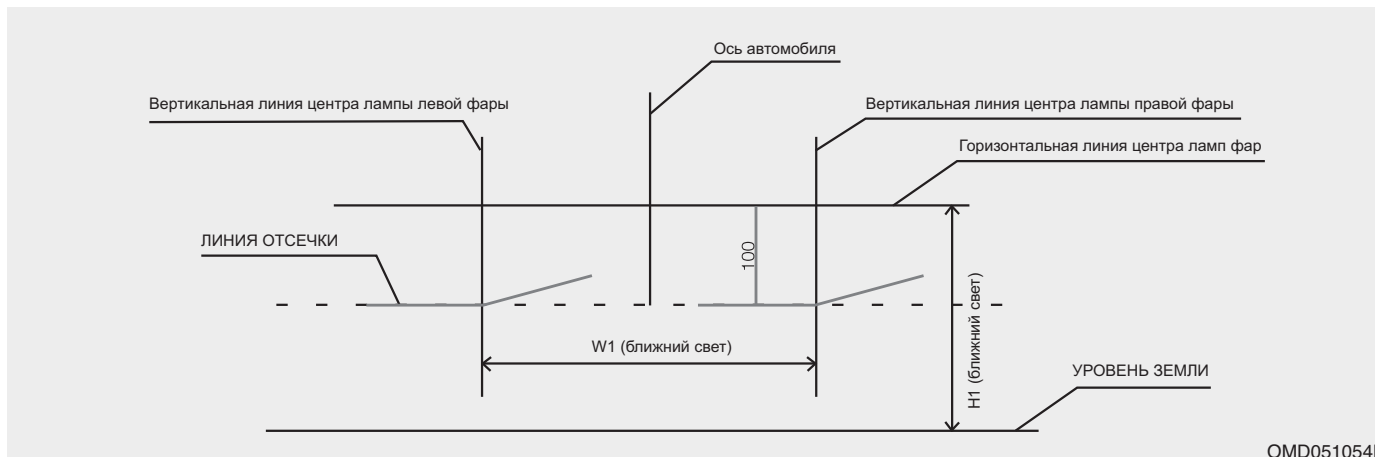 Ось автомобиля
Вертикальная линия центра лампы левой фары
Вертикальная линия центра лампы правой фары
Горизонтальная линия центра ламп фар
ЛИНИЯ ОТСЕЧКИ
100
W1 (ближний свет)
H1 (ближний свет)
УРОВЕНЬ ЗЕМЛИ
OMD051054